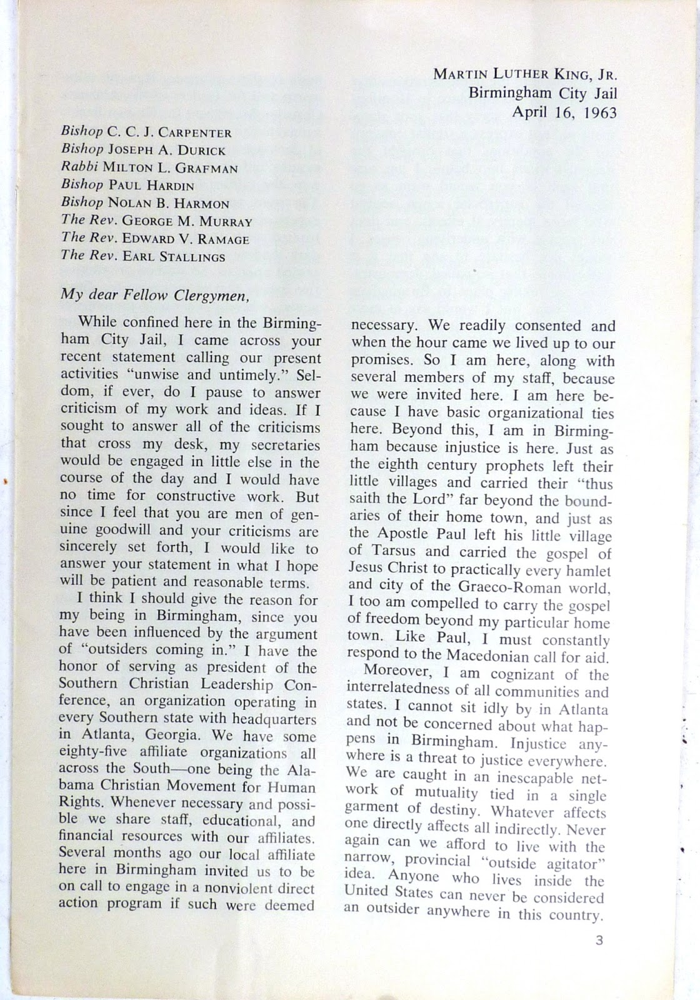 MARTIN LUTHER KING, JR.
Birmingham City Jail
April 16, 1963
Bishop C. C. J. CARPENTER
Bishop JOSEPH A. DURICK
Rabbi MILTON L. GRAFMAN
Bishop PAUL HARDIN
Bishop NOLAN B. HARMON
The Rev. GEORGE M. MURRAY
The Rev. EDWARD V. RAMAGE
The Rev. EARL STALLINGS
My dear Fellow Clergymen,
While confined here in the Birming-
ham City Jail, I came across your
recent statement calling our present
activities “unwise and untimely.” Sel-
dom, if ever, do I pause to answer
criticism of my work and ideas. If I
sought to answer all of the criticisms
that cross my desk, my secretaries
would be engaged in little else in the
course of the day and I would have
no time for constructive work. But
since I feel that you are men of gen-
uine goodwill and your criticisms are
sincerely set forth, I would like to
answer your statement in what I hope
will be patient and reasonable terms.
I think I should give the reason for
my being in Birmingham, since you
have been influenced by the argument
of “outsiders coming in.” I have the
honor of serving as president of the
Southern Christian Leadership Con-
ference, an organization operating in
every Southern state with headquarters
in Atlanta, Georgia. We have some
eighty-five affiliate organizations all
across the South—one being the Ala-
bama Christian Movement for Human
Rights. Whenever necessary and possi-
ble we share staff, educational, and
financial resources with our affiliates.
Several months ago our local affiliate
here in Birmingham invited us to be
on call to engage in a nonviolent direct
action program if such were deemed
necessary. We readily consented and
when the hour came we lived up to our
promises. So I am here, along with
several members of my staff, because
we were invited here. I am here be-
cause I have basic organizational ties
here. Beyond this, I am in Birming-
ham because injustice is here. Just as
the eighth century prophets left their
little villages and carried their “thus
saith the Lord” far beyond the bound-
aries of their home town, and just as
the Apostle Paul left his little village
of Tarsus and carried the gospel of
Jesus Christ to practically every hamlet
and city of the Graeco-Roman world,
I too am compelled to carry the gospel
of freedom beyond my particular home
town. Like Paul, I must constantly
respond to the Macedonian call for aid.
Moreover, I am cognizant of the
interrelatedness of all communities and
states. I cannot sit idly by in Atlanta
and not be concerned about what hap-
pens in Birmingham. Injustice any-
where is a threat to justice everywhere.
We are caught in an inescapable net-
work of mutuality tied in a single
garment of destiny. Whatever affects
one directly affects all indirectly. Never
again can we afford to live with the
narrow, provincial “outside agitator”
idea. Anyone who lives inside the
United States can never be considered
an outsider anywhere in this country.
3